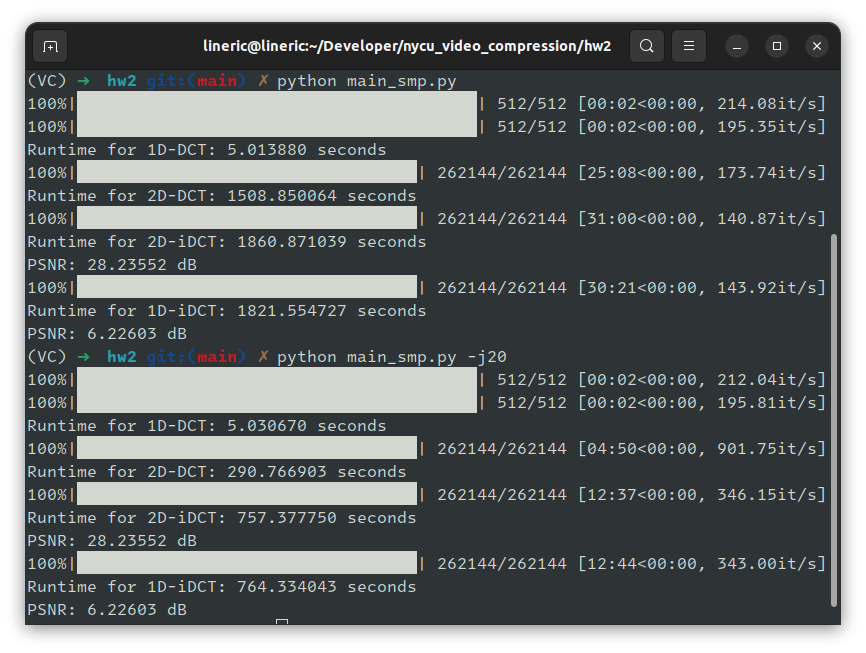 lineric@lineric:~/Developer/nycu_video_compression/hw2
(VC) ➜ hw2 git:(main) ✗ python main_smp.py
100%| | 512/512 [00:02<00:00, 214.08it/s]
100%| | 512/512 [00:02<00:00, 195.35it/s]
Runtime for 1D-DCT: 5.013880 seconds
100%| | 262144/262144 [25:08<00:00, 173.74it/s]
Runtime for 2D-DCT: 1508.850064 seconds
100%| | 262144/262144 [31:00<00:00, 140.87it/s]
Runtime for 2D-iDCT: 1860.871039 seconds
PSNR: 28.23552 dB
100%| | 262144/262144 [30:21<00:00, 143.92it/s]
Runtime for 1D-iDCT: 1821.554727 seconds
PSNR: 6.22603 dB
(VC) ➜ hw2 git:(main) ✗ python main_smp.py -j20
100%| | 512/512 [00:02<00:00, 212.04it/s]
100%| | 512/512 [00:02<00:00, 195.81it/s]
Runtime for 1D-DCT: 5.030670 seconds
100%| | 262144/262144 [04:50<00:00, 901.75it/s]
Runtime for 2D-DCT: 290.766903 seconds
100%| | 262144/262144 [12:37<00:00, 346.15it/s]
Runtime for 2D-iDCT: 757.377750 seconds
PSNR: 28.23552 dB
100%| | 262144/262144 [12:44<00:00, 343.00it/s]
Runtime for 1D-iDCT: 764.334043 seconds
PSNR: 6.22603 dB